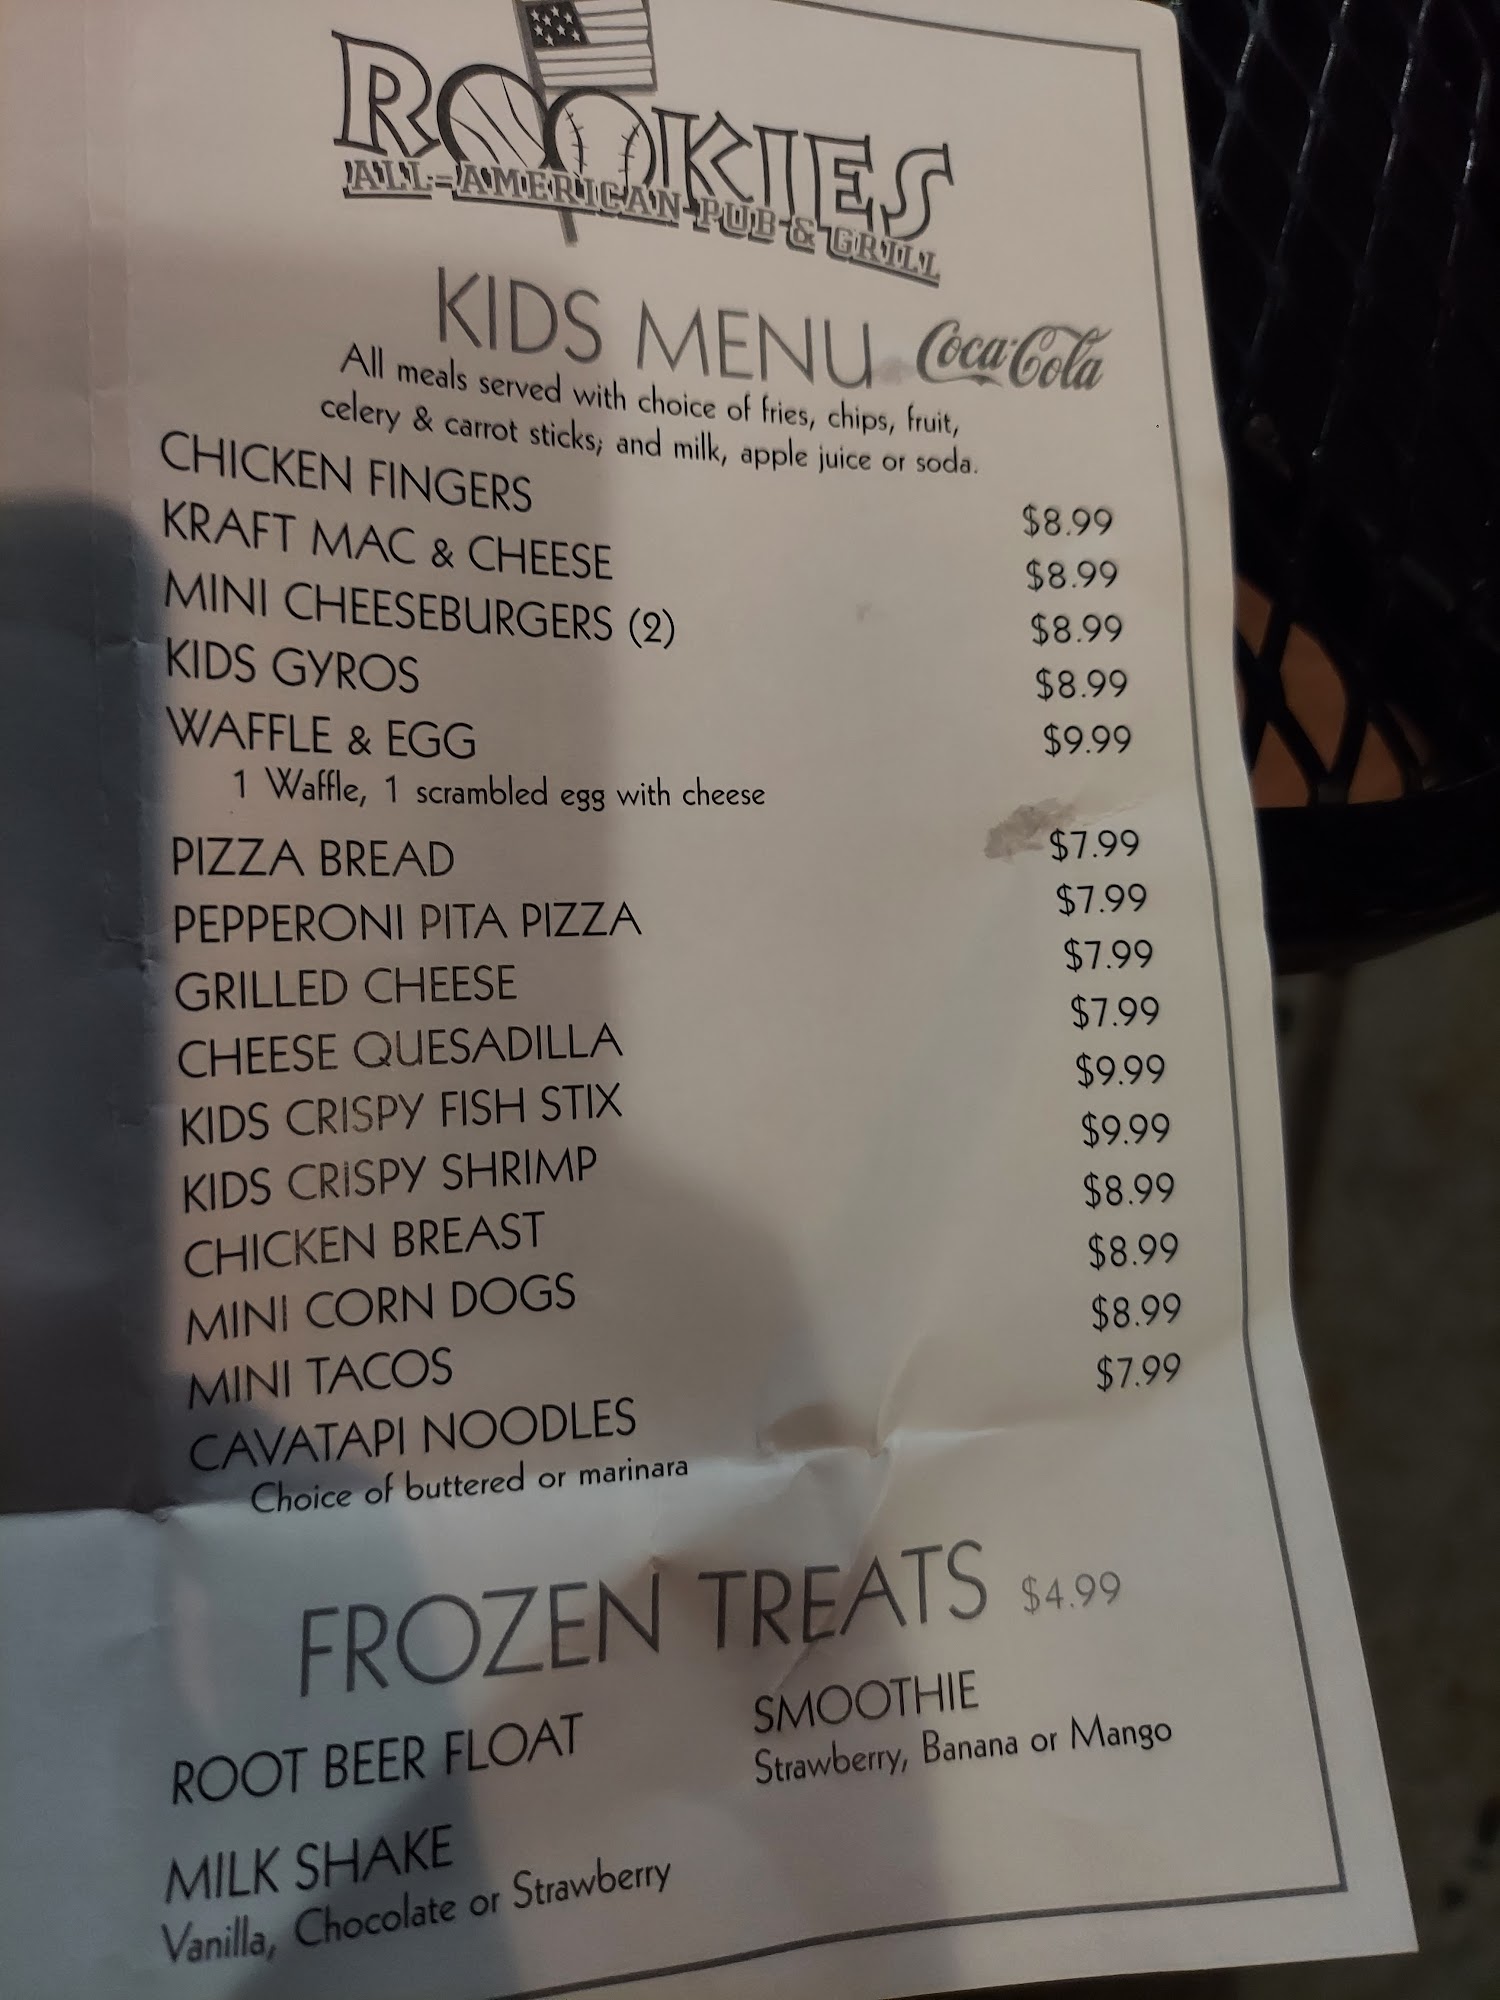 ROOKIES
ALL-AMERICAN PUB & GRILL
KIDS MENU Coca-Cola
All meals served with choice of fries, chips, fruit,
celery & carrot sticks; and milk, apple juice or soda.
CHICKEN FINGERS $8.99
KRAFT MAC & CHEESE $8.99
MINI CHEESEBURGERS (2) $8.99
KIDS GYROS $8.99
WAFFLE & EGG $9.99
1 Waffle, 1 scrambled egg with cheese
PIZZA BREAD $7.99
PEPPERONI PITA PIZZA $7.99
GRILLED CHEESE $7.99
CHEESE QUESADILLA $7.99
KIDS CRISPY FISH STIX $9.99
KIDS CRISPY SHRIMP $9.99
CHICKEN BREAST $8.99
MINI CORN DOGS $8.99
MINI TACOS $8.99
CAVATAPI NOODLES $7.99
Choice of buttered or marinara
FROZEN TREATS $4.99
ROOT BEER FLOAT
MILK SHAKE
Vanilla, Chocolate or Strawberry
SMOOTHIE
Strawberry, Banana or Mango